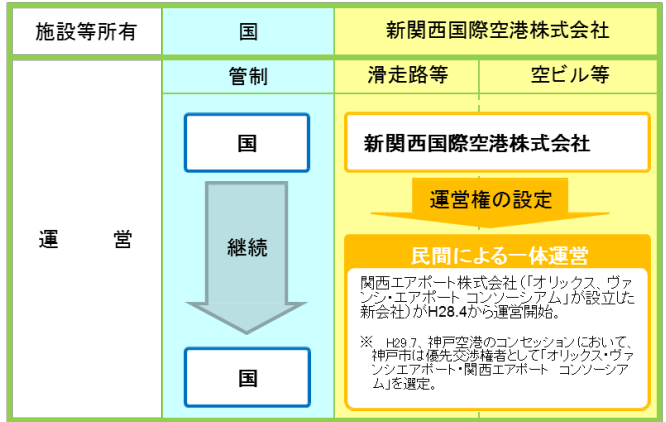 施設等所有
国
新関西国際空港株式会社
管制
滑走路等
空ビル等
運　　営
国
新関西国際空港株式会社
継続
運営権の設定
民間による一体運営
関西エアポート株式会社（「オリックス、ヴァ
ンシ・エアポート コンソーシアム」が設立した
新会社）がH28.4から運営開始。
※　H29.7、神戸空港のコンセッションにおいて、
神戸市は優先交渉権者として「オリックス・ヴァ
ンシエアポート・関西エアポート　コンソーシア
ム」を選定。
国